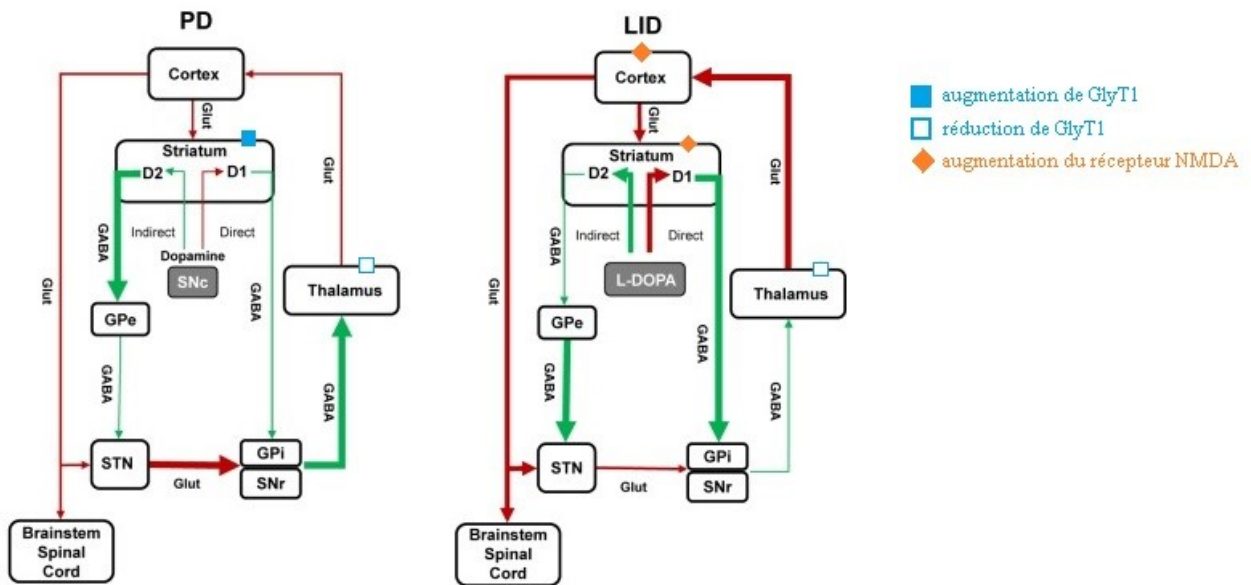 PD
Cortex
Glut
Striatum
D2
D1
Indirect
Direct
Dopamine
SNc
GABA
GABA
Glut
Glut
Thalamus
GPe
GABA
GABA
STN
Glut
GPi
SNr
Brainstem
Spinal
Cord
LID
Cortex
Glut
Striatum
D2
D1
Indirect
Direct
L-DOPA
GABA
GABA
Glut
Glut
Thalamus
GPe
GABA
GABA
STN
Glut
GPi
SNr
Brainstem
Spinal
Cord
augmentation de GlyT1
réduction de GlyT1
augmentation du récepteur NMDA